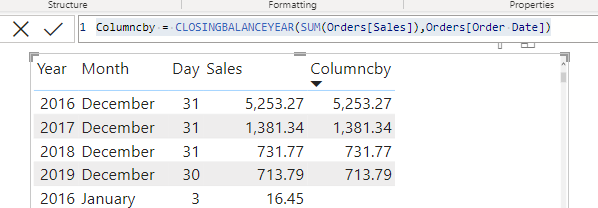 Structure Formatting Properties
1 Columncby = CLOSINGBALANCEYEAR(SUM(Orders[Sales]),Orders[Order Date])
Year Month Day Sales Columncby
2016 December 31 5,253.27 5,253.27
2017 December 31 1,381.34 1,381.34
2018 December 31 731.77 731.77
2019 December 30 713.79 713.79
2016 January 3 16.45